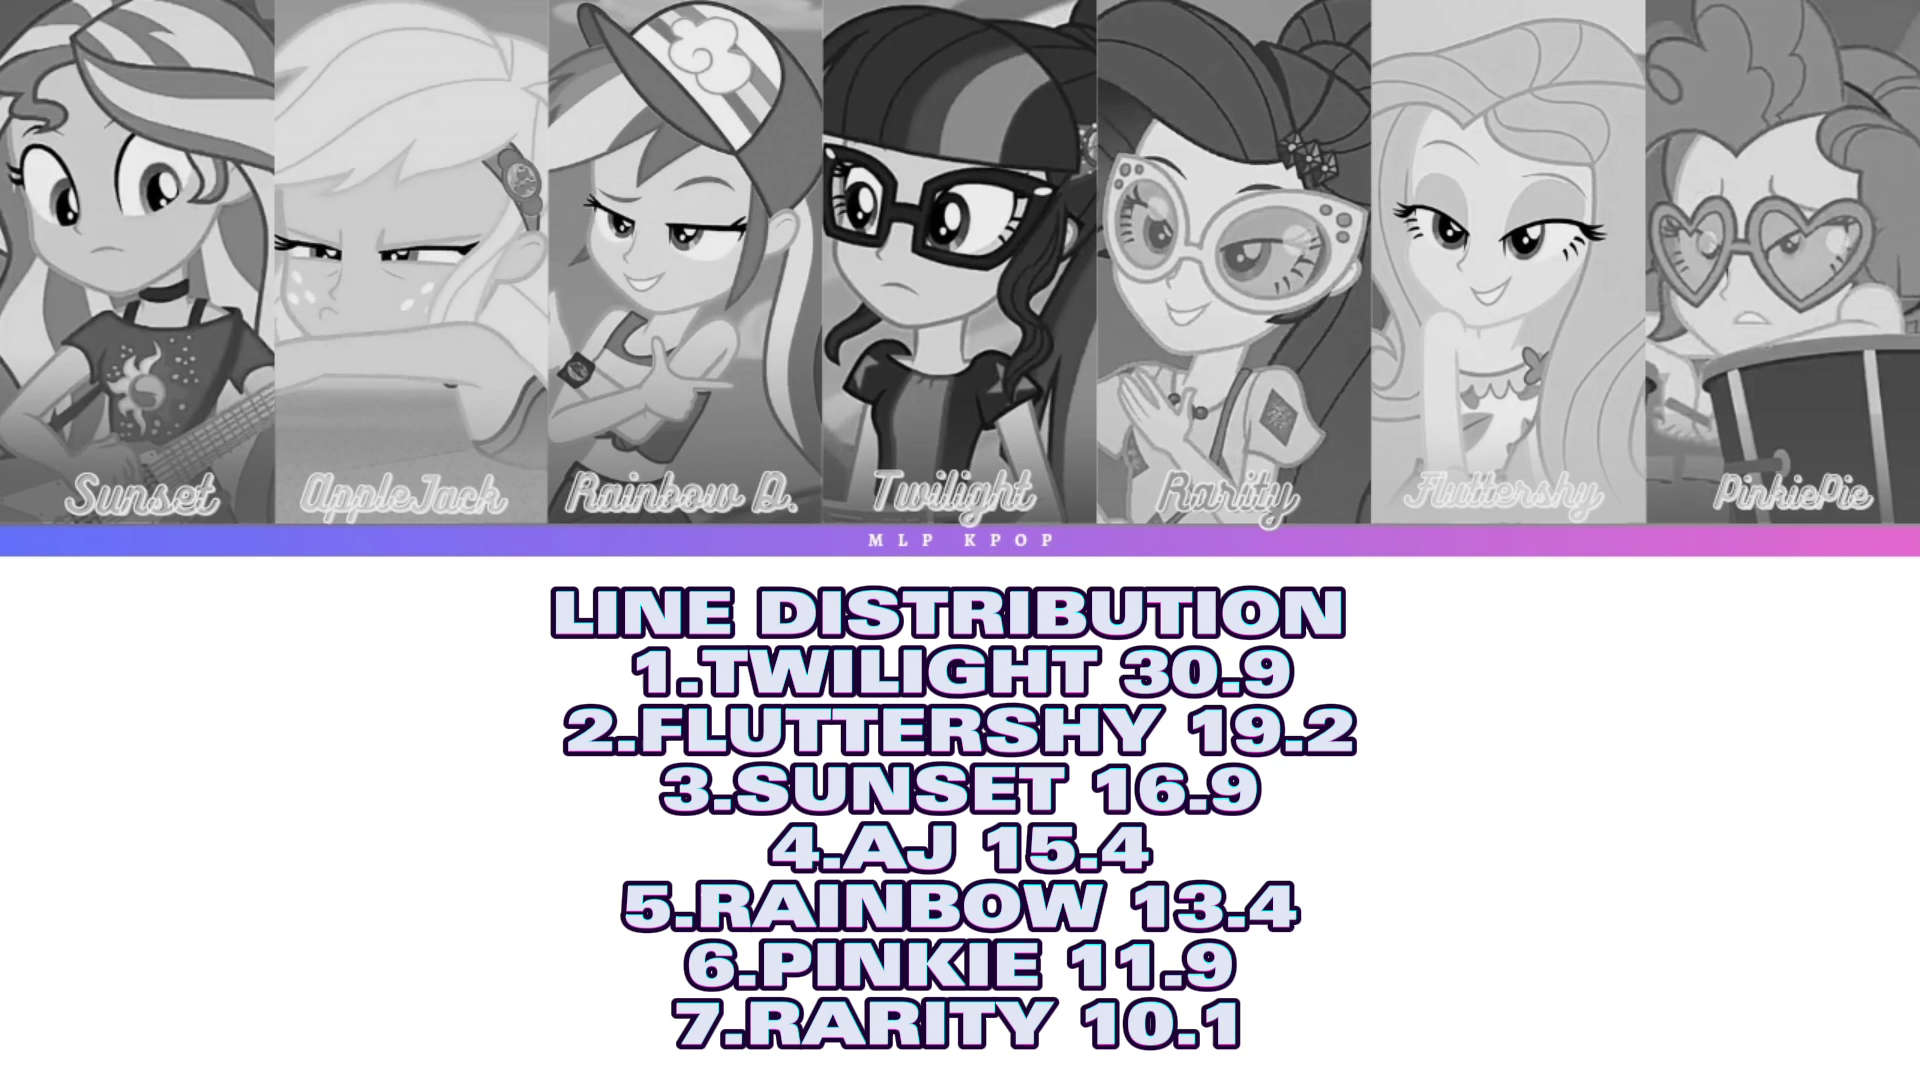 Sunset AppleJack Rainbow D. Twilight Rarity Fluttershy PinkiePie
MLP KPOP
LINE DISTRIBUTION
1.TWILIGHT 30.9
2.FLUTTERSHY 19.2
3.SUNSET 16.9
4.AJ 15.4
5.RAINBOW 13.4
6.PINKIE 11.9
7.RARITY 10.1